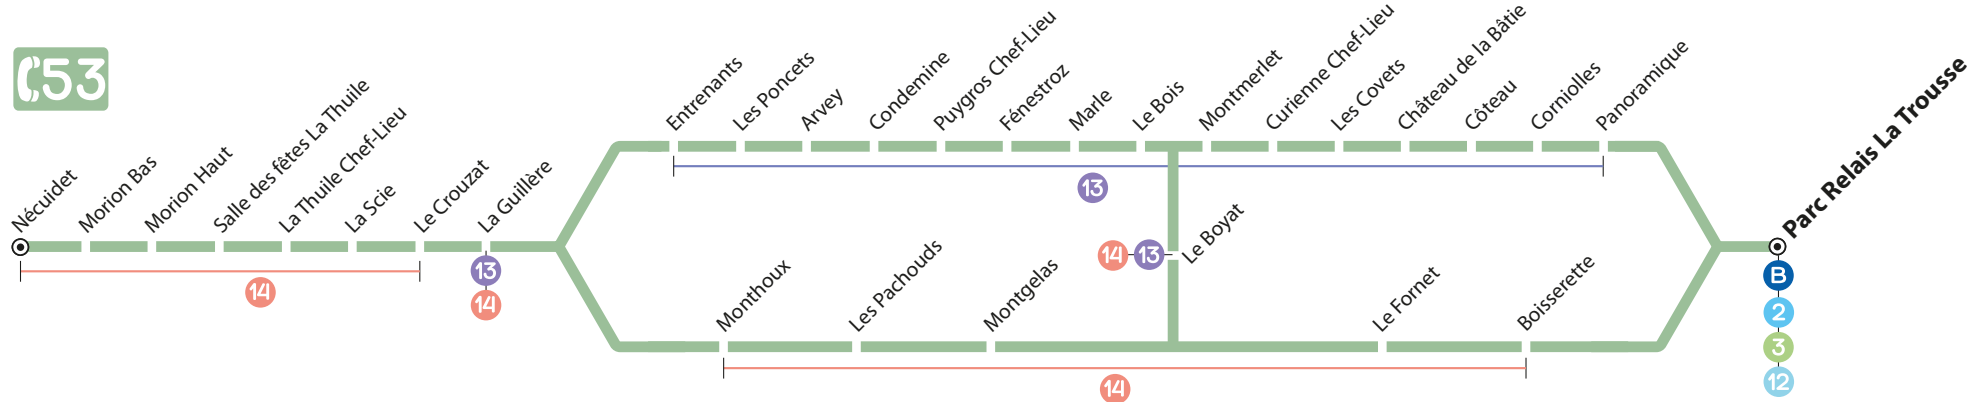 53
Nécuidet
Morion Bas
Morion Haut
Salle des fêtes La Thuile
La Thuile Chef-Lieu
La Scie
Le Crouzat
La Guillère
14
13
14
Entrenants
Les Poncets
Arvey
Condemine
Puygros Chef-Lieu
Fénestroz
Marle
Le Bois
Montmerlet
Curienne Chef-Lieu
Les Covets
Château de la Bâtie
Côteau
Corniolles
Panoramique
13
14 13
Le Boyat
Monthoux
Les Pachouds
Montgelas
Le Fornet
Boisserette
14
Parc Relais La Trousse
B
2
3
12